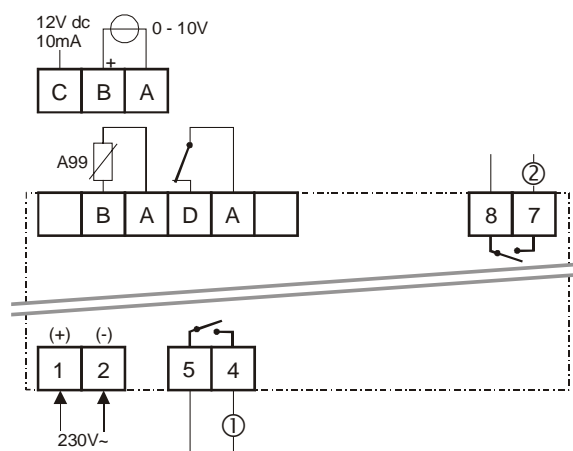 12V dc
10mA
0 - 10V
+
C B A
A99
B A D A
②
8 7
(+) (-)
1 2
5 4
①
230V~